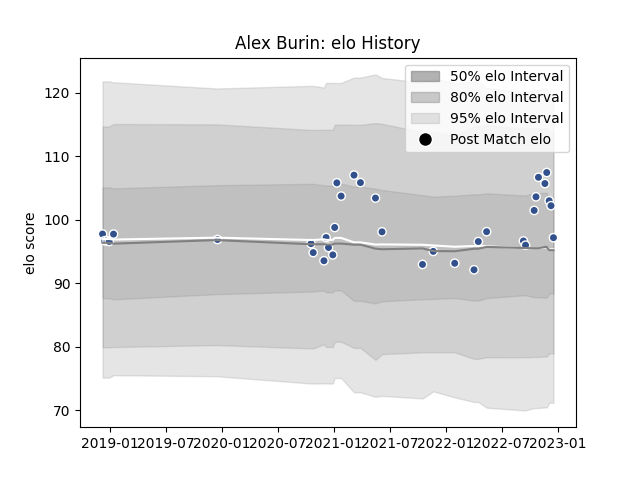 Alex Burin: elo History
50% elo Interval
80% elo Interval
95% elo Interval
Post Match elo
elo score
120
110
100
90
80
70
2019-01 2019-07 2020-01 2020-07 2021-01 2021-07 2022-01 2022-07 2023-01